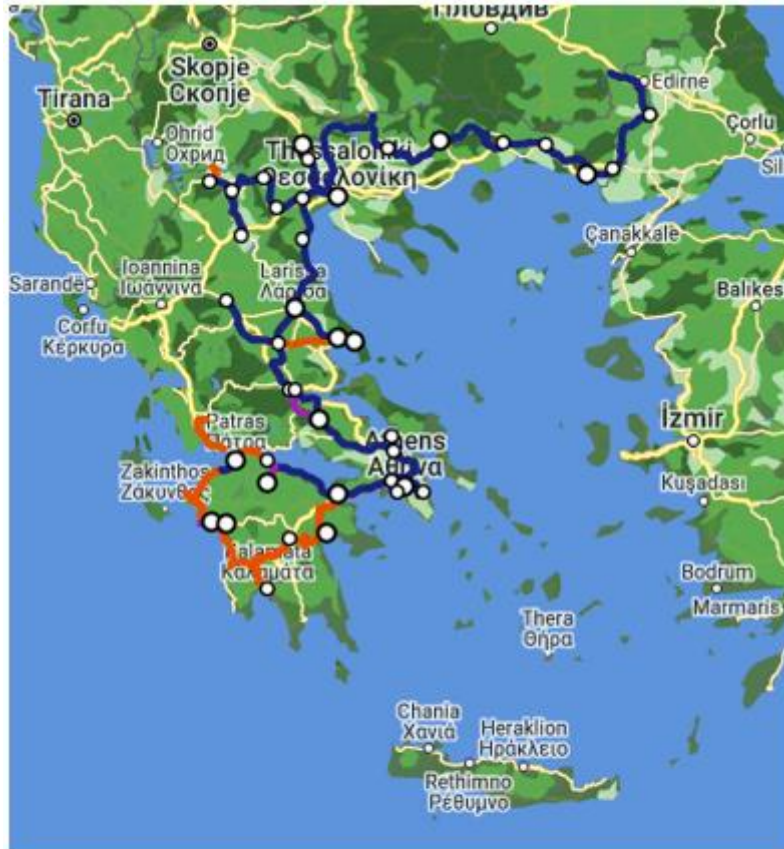 Пловдив
Skopje
Скопје
Tirana
Edirne
Ohrid
Охрид
Çorlu
Thessaloniki
Θεσσαλονίκη
Sil
Çanakkale
Ioannina
Ιωάννινα
Larissa
Λάρισα
Sarandë
Balıkes
Corfu
Κέρκυρα
Patras
Πάτρα
Athens
Αθήνα
İzmir
Zakinthos
Ζάκυνθος
Kuşadası
Kalamata
Καλαμάτα
Bodrum
Marmaris
Thera
Θήρα
Chania
Χανιά
Heraklion
Ηράκλειο
Rethimno
Ρέθυμνο